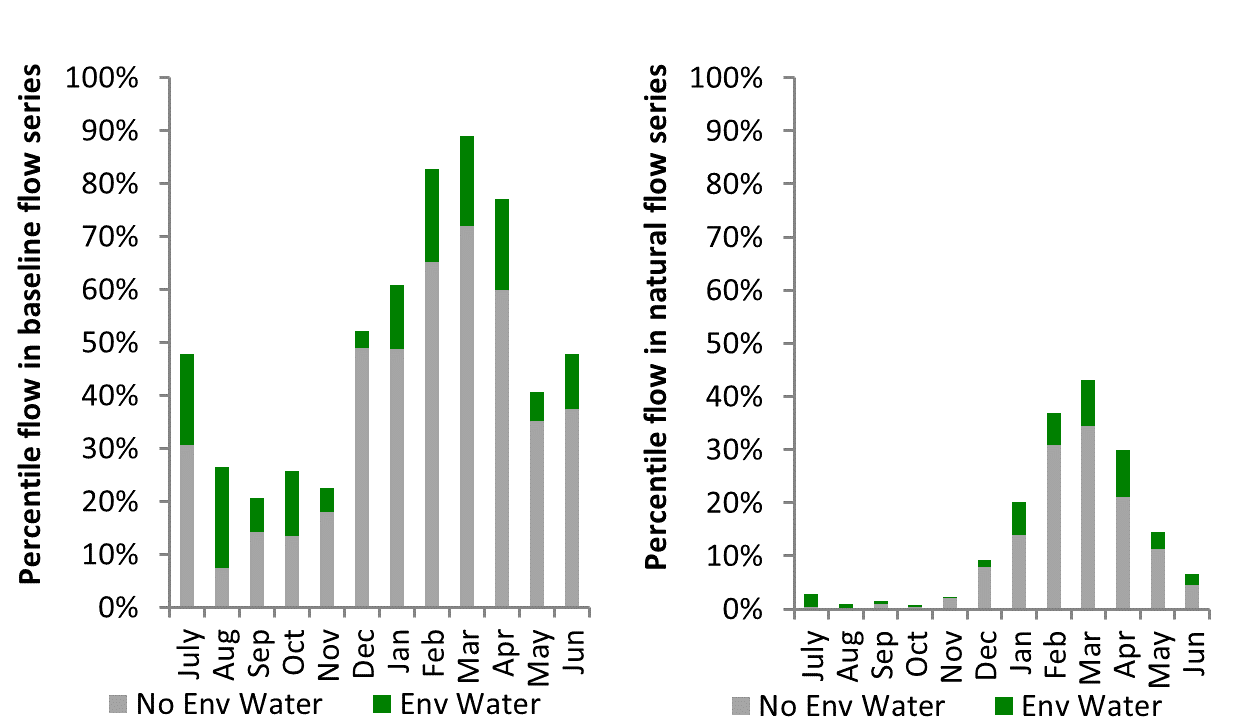 Percentile flow in baseline flow series
100%
90%
80%
70%
60%
50%
40%
30%
20%
10%
0%
July
Aug
Sep
Oct
Nov
Dec
Jan
Feb
Mar
Apr
May
Jun
No Env Water
Env Water
Percentile flow in natural flow series
100%
90%
80%
70%
60%
50%
40%
30%
20%
10%
0%
July
Aug
Sep
Oct
Nov
Dec
Jan
Feb
Mar
Apr
May
Jun
No Env Water
Env Water